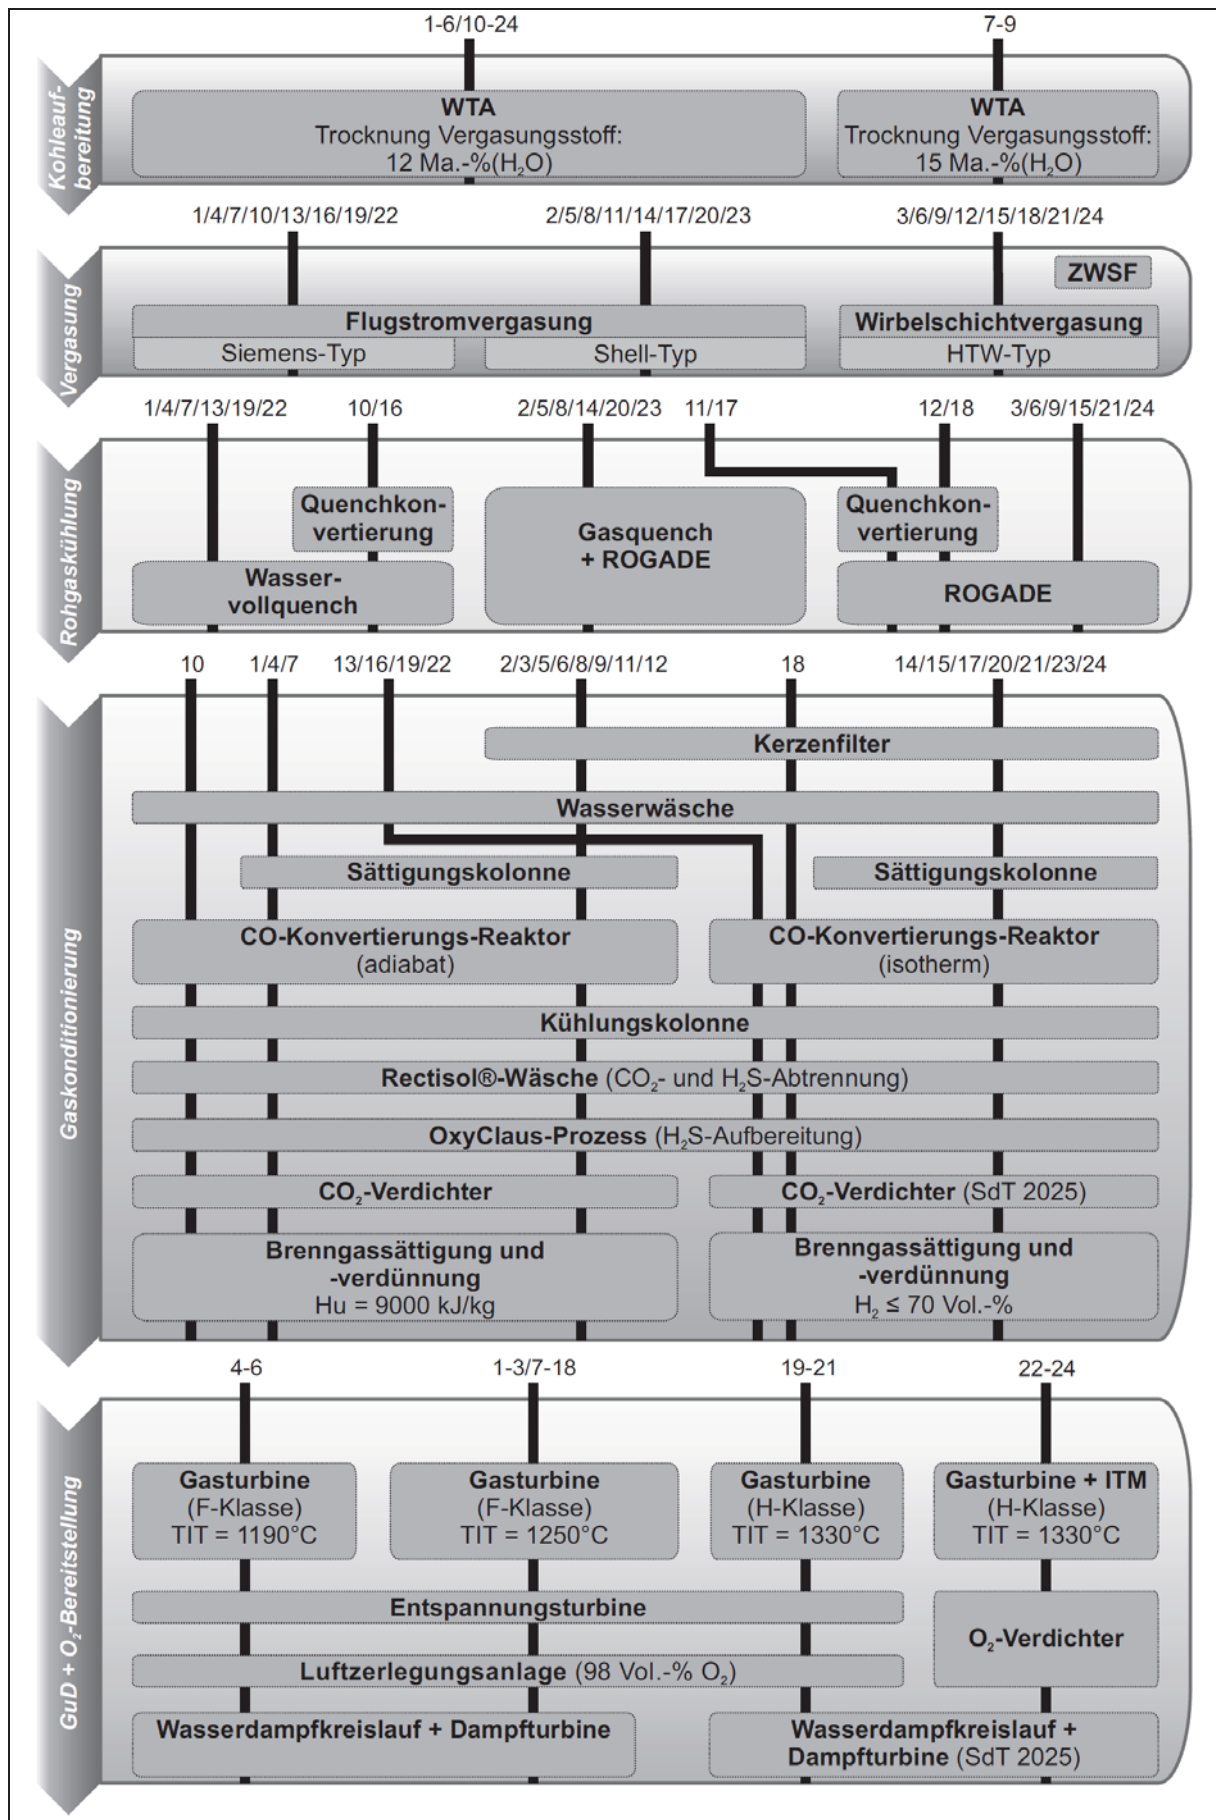 1-6/10-24
7-9
Kohleauf-
bereitung
WTA
Trocknung Vergasungsstoff:
12 Ma.-%(H₂O)
WTA
Trocknung Vergasungsstoff:
15 Ma.-%(H₂O)
1/4/7/10/13/16/19/22
2/5/8/11/14/17/20/23
3/6/9/12/15/18/21/24
Vergasung
ZWSF
Flugstromvergasung
Siemens-Typ
Shell-Typ
Wirbelschichtvergasung
HTW-Typ
1/4/7/13/19/22
10/16
2/5/8/14/20/23
11/17
12/18
3/6/9/15/21/24
Rohgaskühlung
Quenchkon-
vertierung
Wasser-
vollquench
Gasquench
+ ROGADE
Quenchkon-
vertierung
ROGADE
10
1/4/7
13/16/19/22
2/3/5/6/8/9/11/12
18
14/15/17/20/21/23/24
Gaskonditionierung
Kerzenfilter
Wasserwäsche
Sättigungskolonne
Sättigungskolonne
CO-Konvertierungs-Reaktor
(adiabat)
CO-Konvertierungs-Reaktor
(isotherm)
Kühlungskolonne
Rectisol®-Wäsche (CO₂- und H₂S-Abtrennung)
OxyClaus-Prozess (H₂S-Aufbereitung)
CO₂-Verdichter
CO₂-Verdichter (SdT 2025)
Brenngassättigung und
-verdünnung
Hu = 9000 kJ/kg
Brenngassättigung und
-verdünnung
H₂ ≤ 70 Vol.-%
4-6
1-3/7-18
19-21
22-24
GuD + O₂-Bereitstellung
Gasturbine
(F-Klasse)
TIT = 1190°C
Gasturbine
(F-Klasse)
TIT = 1250°C
Gasturbine
(H-Klasse)
TIT = 1330°C
Gasturbine + ITM
(H-Klasse)
TIT = 1330°C
Entspannungsturbine
O₂-Verdichter
Luftzerlegungsanlage (98 Vol.-% O₂)
Wasserdampfkreislauf + Dampfturbine
Wasserdampfkreislauf +
Dampfturbine (SdT 2025)